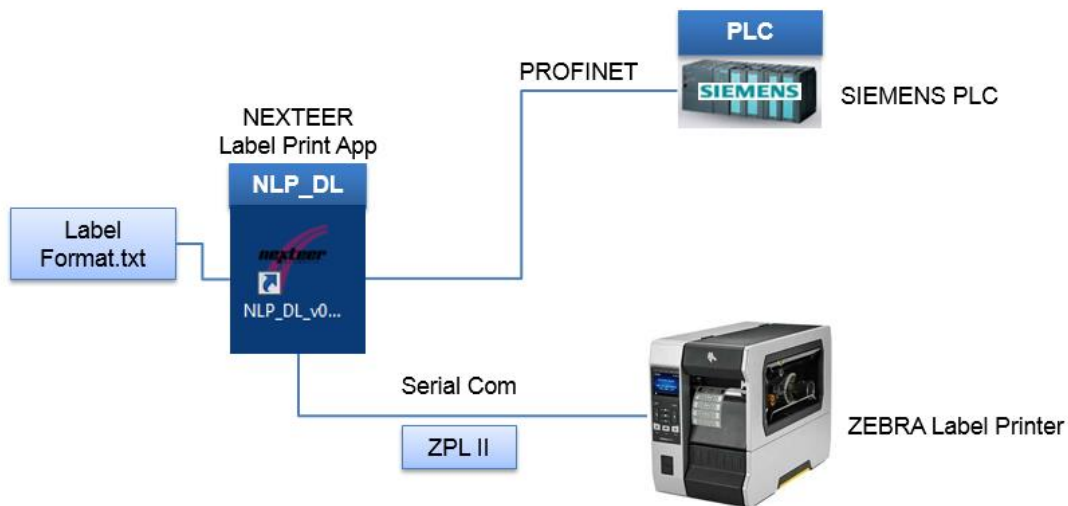 PLC
PROFINET
SIEMENS
SIEMENS PLC
NEXTEER
Label Print App
NLP_DL
Label
Format.txt
nexteer
NLP_DL_v0...
Serial Com
ZPL II
ZEBRA Label Printer